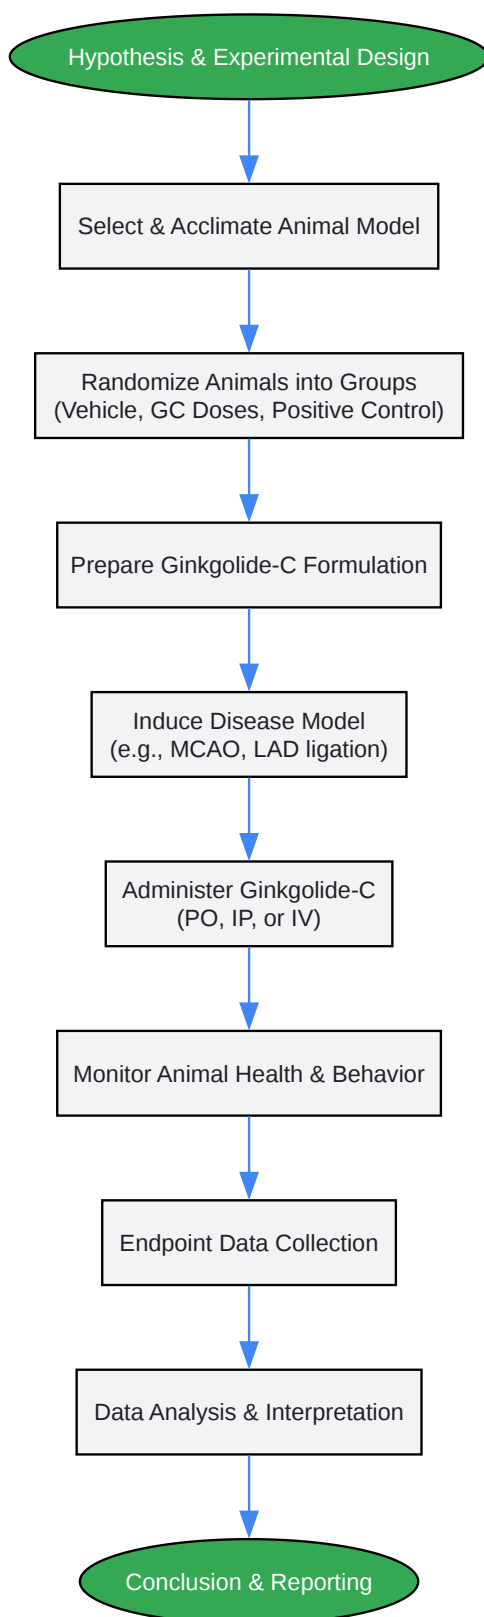 Hypothesis & Experimental Design
Select & Acclimate Animal Model
Randomize Animals into Groups
(Vehicle, GC Doses, Positive Control)
Prepare Ginkgolide-C Formulation
Induce Disease Model
(e.g., MCAO, LAD ligation)
Administer Ginkgolide-C
(PO, IP, or IV)
Monitor Animal Health & Behavior
Endpoint Data Collection
Data Analysis & Interpretation
Conclusion & Reporting